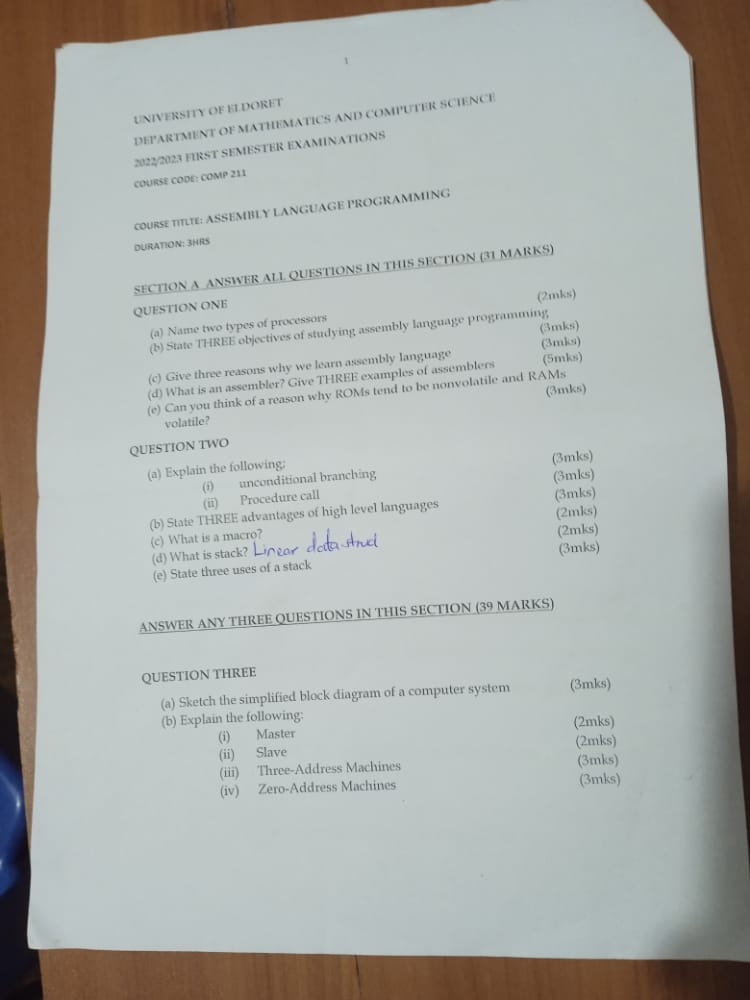 1
UNIVERSITY OF ELDORET
DEPARTMENT OF MATHEMATICS AND COMPUTER SCIENCE
2022/2023 FIRST SEMESTER EXAMINATIONS
COURSE CODE: COMP 211
COURSE TITLTE: ASSEMBLY LANGUAGE PROGRAMMING
DURATION: 3HRS
SECTION A ANSWER ALL QUESTIONS IN THIS SECTION (31 MARKS)
QUESTION ONE
(a) Name two types of processors (2mks)
(b) State THREE objectives of studying assembly language programming
(3mks)
(c) Give three reasons why we learn assembly language (3mks)
(d) What is an assembler? Give THREE examples of assemblers (5mks)
(e) Can you think of a reason why ROMs tend to be nonvolatile and RAMs
volatile? (3mks)
QUESTION TWO
(a) Explain the following;
(i) unconditional branching (3mks)
(ii) Procedure call (3mks)
(b) State THREE advantages of high level languages (3mks)
(c) What is a macro? (2mks)
(d) What is stack? Linear data-strud (2mks)
(e) State three uses of a stack (3mks)
ANSWER ANY THREE QUESTIONS IN THIS SECTION (39 MARKS)
QUESTION THREE
(a) Sketch the simplified block diagram of a computer system (3mks)
(b) Explain the following:
(i) Master (2mks)
(ii) Slave (2mks)
(iii) Three-Address Machines (3mks)
(iv) Zero-Address Machines (3mks)